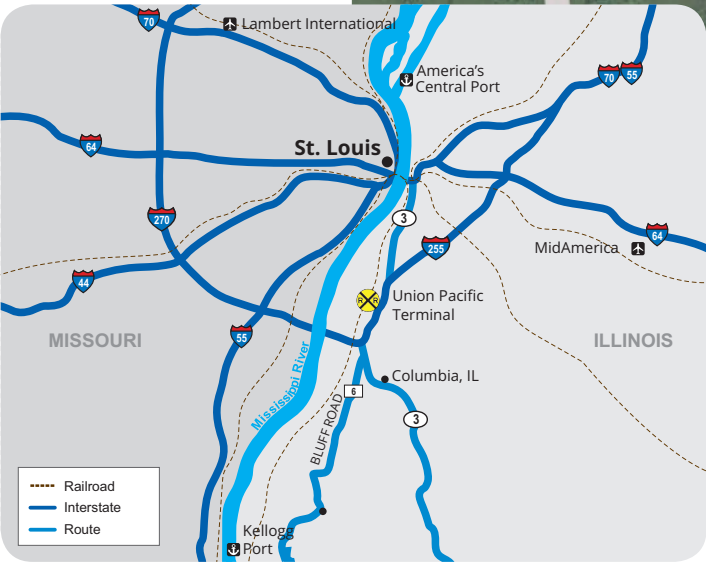 70
Lambert International
America's
Central Port
70
55
64
St. Louis
270
3
255
MidAmerica
64
44
R R
Union Pacific
Terminal
MISSOURI
55
ILLINOIS
Mississippi River
Columbia, IL
6
BLUFF ROAD
3
Railroad
Interstate
Route
Kellogg
Port